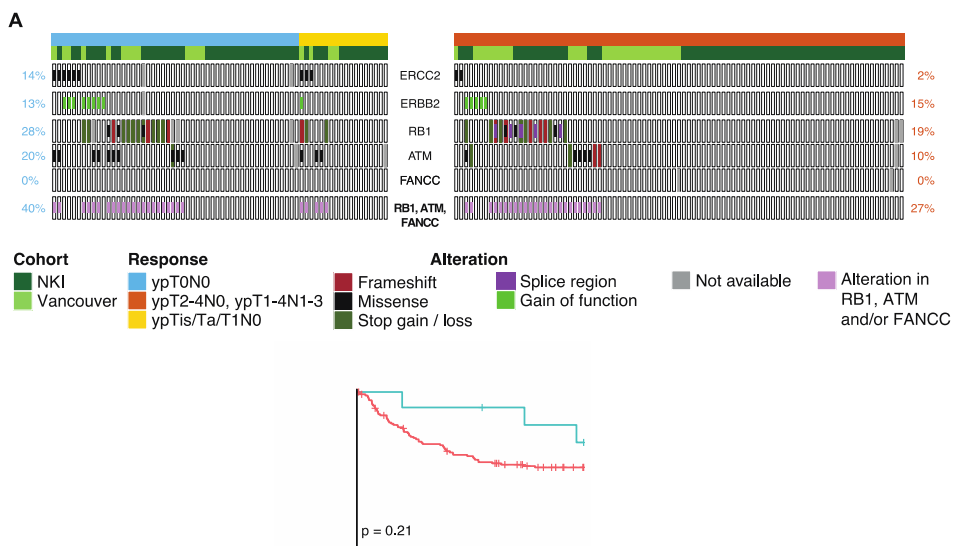 A
14% ERCC2 2%
13% ERBB2 15%
28% RB1 19%
20% ATM 10%
0% FANCC 0%
40% RB1, ATM, FANCC 27%
Cohort
NKI
Vancouver
Response
ypT0N0
ypT2-4N0, ypT1-4N1-3
ypTis/Ta/T1N0
Alteration
Frameshift
Missense
Stop gain / loss
Splice region
Gain of function
Not available
Alteration in
RB1, ATM
and/or FANCC
p = 0.21